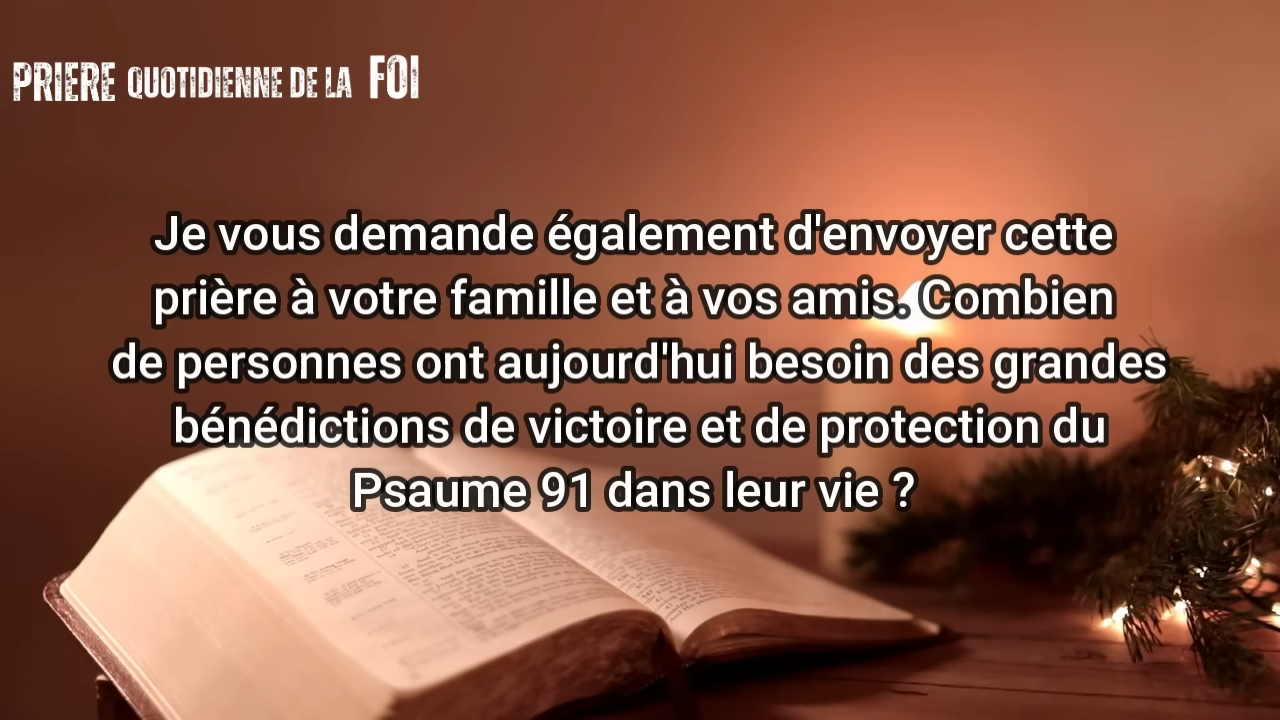 PRIERE QUOTIDIENNE DE LA FOI
Je vous demande également d'envoyer cette
prière à votre famille et à vos amis. Combien
de personnes ont aujourd'hui besoin des grandes
bénédictions de victoire et de protection du
Psaume 91 dans leur vie ?